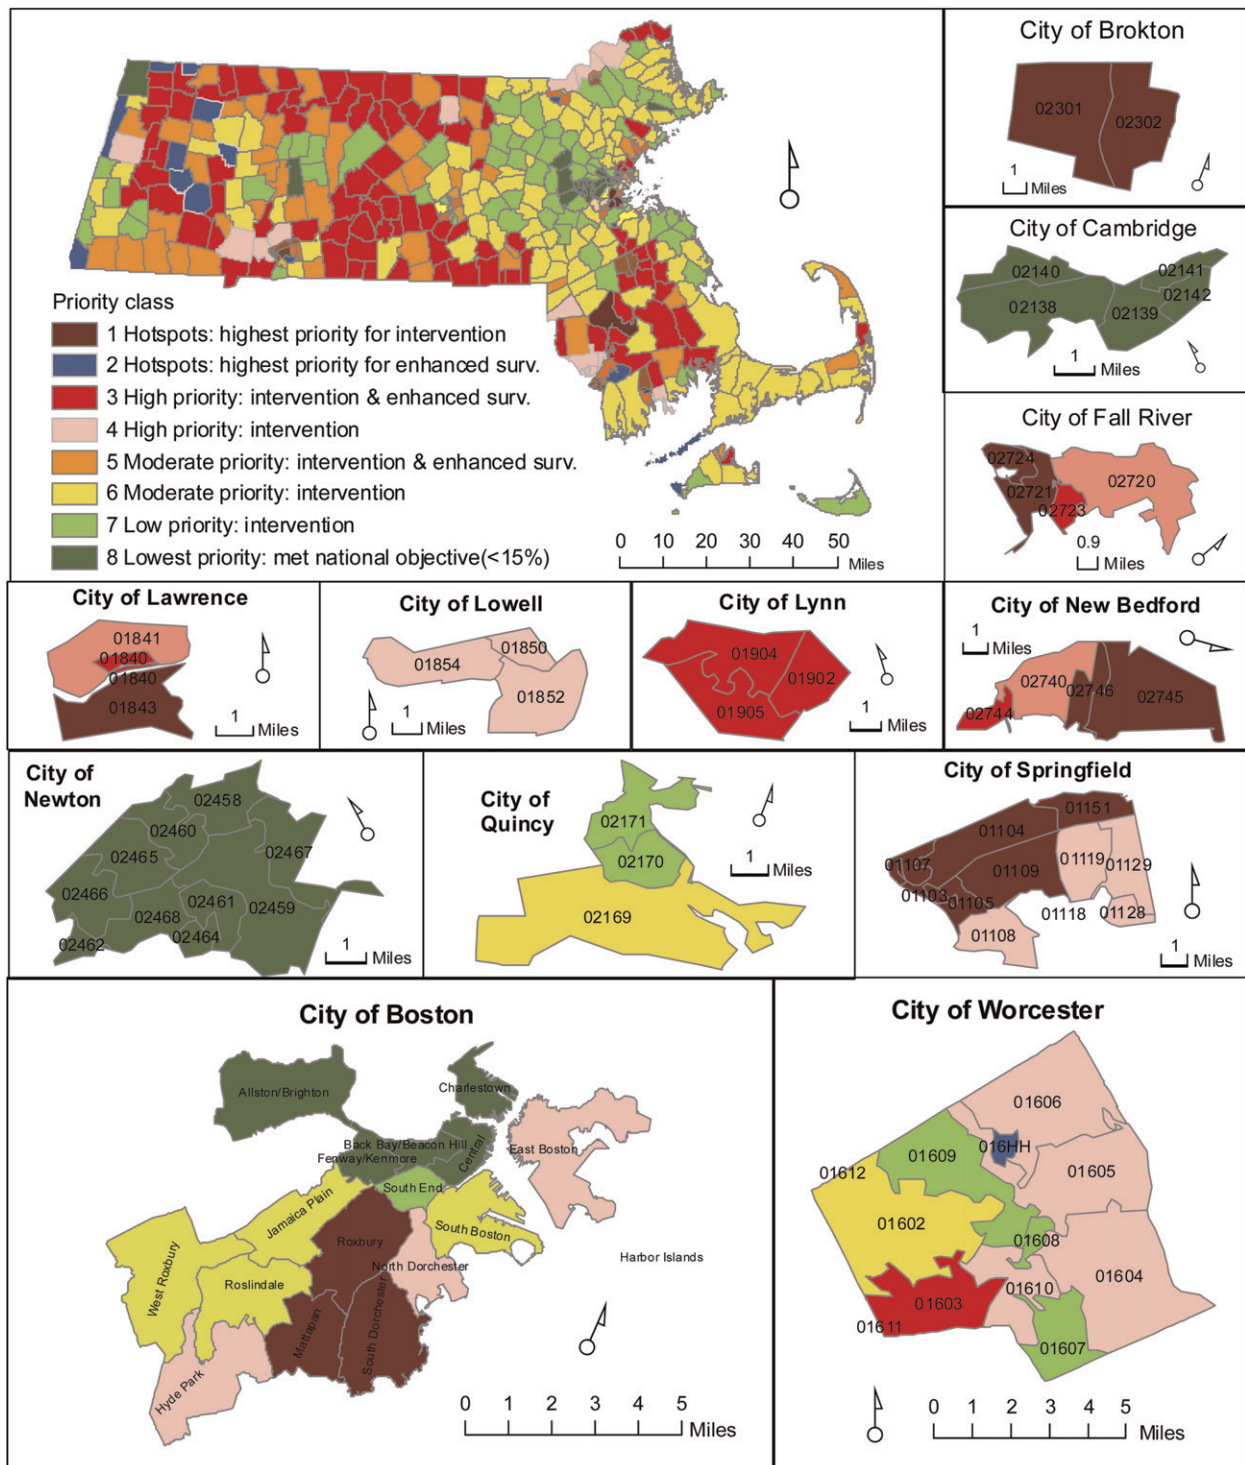 Priority class
1 Hotspots: highest priority for intervention
2 Hotspots: highest priority for enhanced surv.
3 High priority: intervention & enhanced surv.
4 High priority: intervention
5 Moderate priority: intervention & enhanced surv.
6 Moderate priority: intervention
7 Low priority: intervention
8 Lowest priority: met national objective(<15%)
0 10 20 30 40 50
Miles
City of Brokton
02301
02302
1
Miles
City of Cambridge
02140
02141
02142
02138
02139
1
Miles
City of Fall River
02724
02720
02721
02723
0.9
Miles
City of Lawrence
01841
01840
01840
01843
1
Miles
City of Lowell
01850
01854
01852
1
Miles
City of Lynn
01904
01902
01905
1
Miles
City of New Bedford
1
Miles
02740
02746
02745
02744
City of
Newton
02458
02460
02467
02465
02466
02461
02459
02468
02464
02462
1
Miles
City of
Quincy
02171
02170
02169
1
Miles
City of Springfield
01151
01104
01107
01119
01129
01109
01103
01105
01118
01128
01108
1
Miles
City of Boston
Allston/Brighton
Charlestown
Back Bay/Beacon Hill
Fenway/Kenmore
Central
East Boston
South End
Jamaica Plain
South Boston
Roxbury
Harbor Islands
North Dorchester
West Roxbury
Roslindale
Mattapan
South Dorchester
Hyde Park
0 1 2 3 4 5
Miles
City of Worcester
01606
016HH
01609
01605
01612
01602
01608
01604
01610
01603
01611
01607
0 1 2 3 4 5
Miles